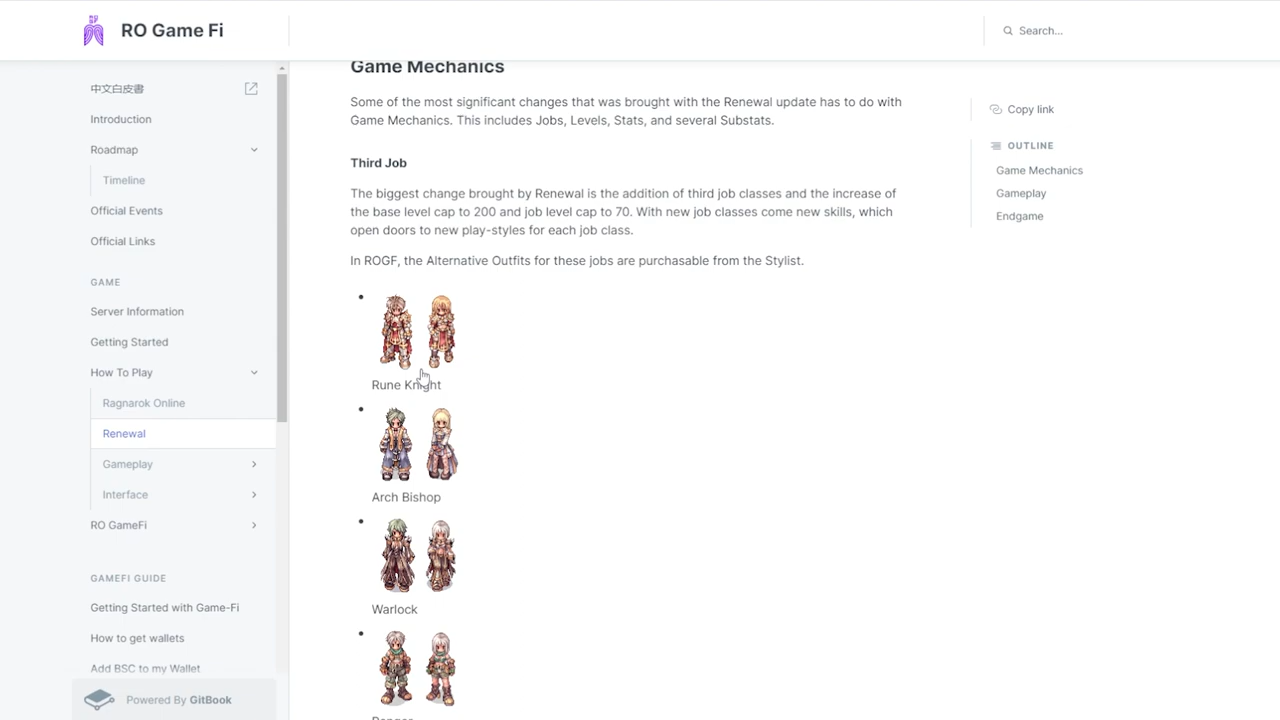 RO Game Fi
Search...
中文白皮書
Introduction
Roadmap
Timeline
Official Events
Official Links
GAME
Server Information
Getting Started
How To Play
Ragnarok Online
Renewal
Gameplay
Interface
RO GameFi
GAMEFI GUIDE
Getting Started with Game-Fi
How to get wallets
Add BSC to my Wallet
Powered By GitBook
Game Mechanics
Some of the most significant changes that was brought with the Renewal update has to do with
Game Mechanics. This includes Jobs, Levels, Stats, and several Substats.
Third Job
The biggest change brought by Renewal is the addition of third job classes and the increase of
the base level cap to 200 and job level cap to 70. With new job classes come new skills, which
open doors to new play-styles for each job class.
In ROGF, the Alternative Outfits for these jobs are purchasable from the Stylist.
Rune Knight
Arch Bishop
Warlock
Ranger
Copy link
OUTLINE
Game Mechanics
Gameplay
Endgame